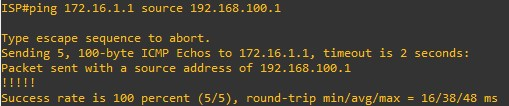 ISP#ping 172.16.1.1 source 192.168.100.1
Type escape sequence to abort.
Sending 5, 100-byte ICMP Echos to 172.16.1.1, timeout is 2 seconds:
Packet sent with a source address of 192.168.100.1
!!!!!
Success rate is 100 percent (5/5), round-trip min/avg/max = 16/38/48 ms